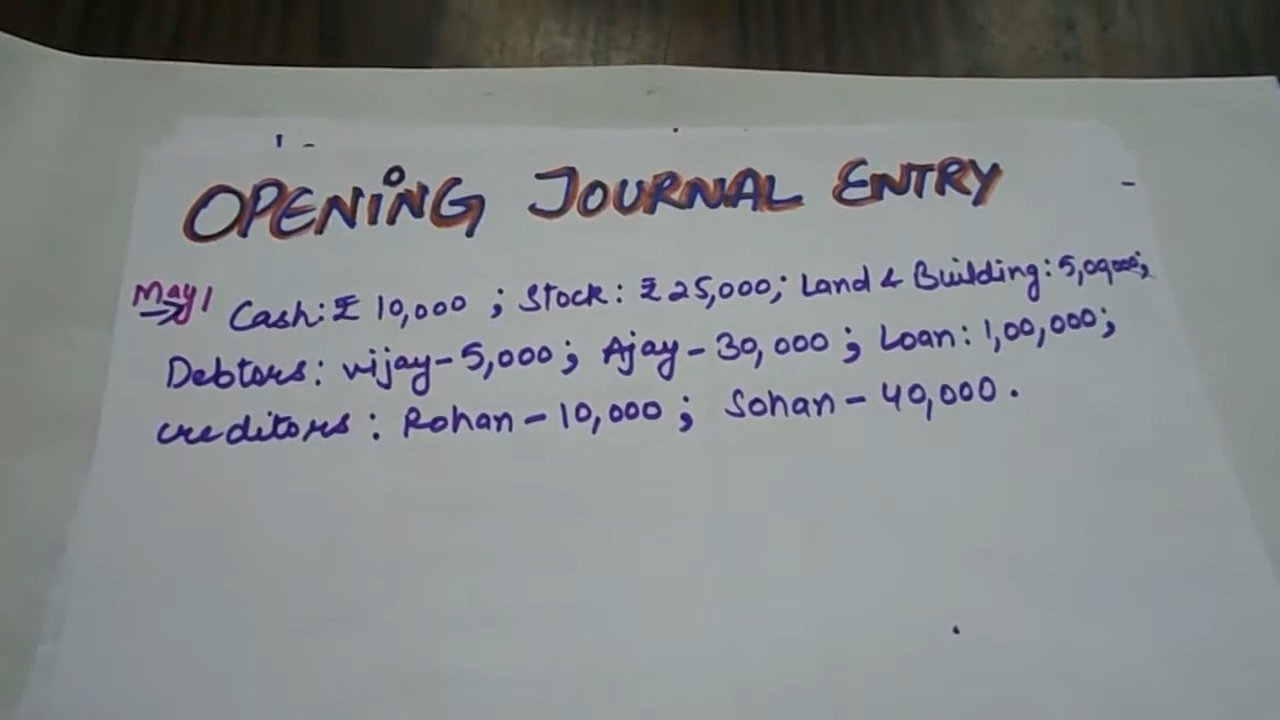 OPENING JOURNAL ENTRY
May 1
→ Cash: ₹ 10,000 ; Stock: ₹ 25,000; Land & Building: 5,00,000;
Debtors: Vijay - 5,000; Ajay - 30,000; Loan: 1,00,000;
creditors: Rohan - 10,000; Sohan - 40,000.